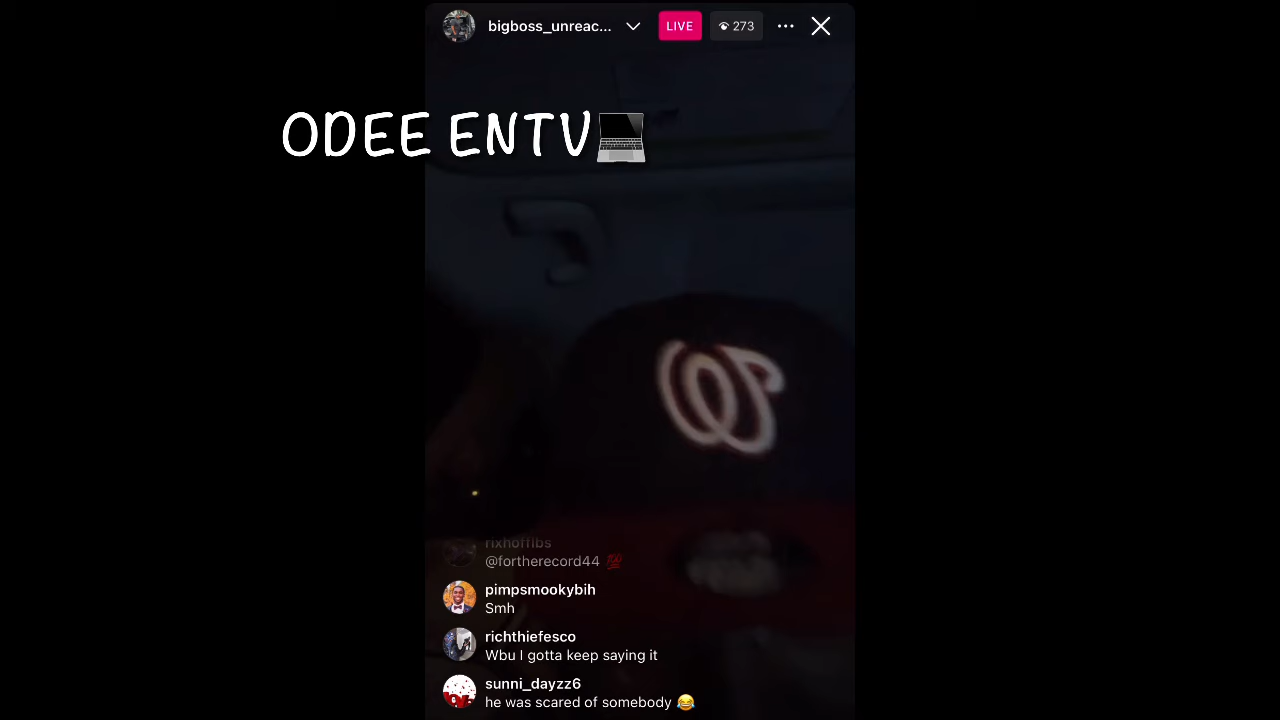 bigboss_unreac... LIVE 273
ODEE ENTV
rixhofflbs
@fortherecord44 💯
pimpsmookybih
Smh
richthiefesco
Wbu I gotta keep saying it
sunni_dayzz6
he was scared of somebody 😂